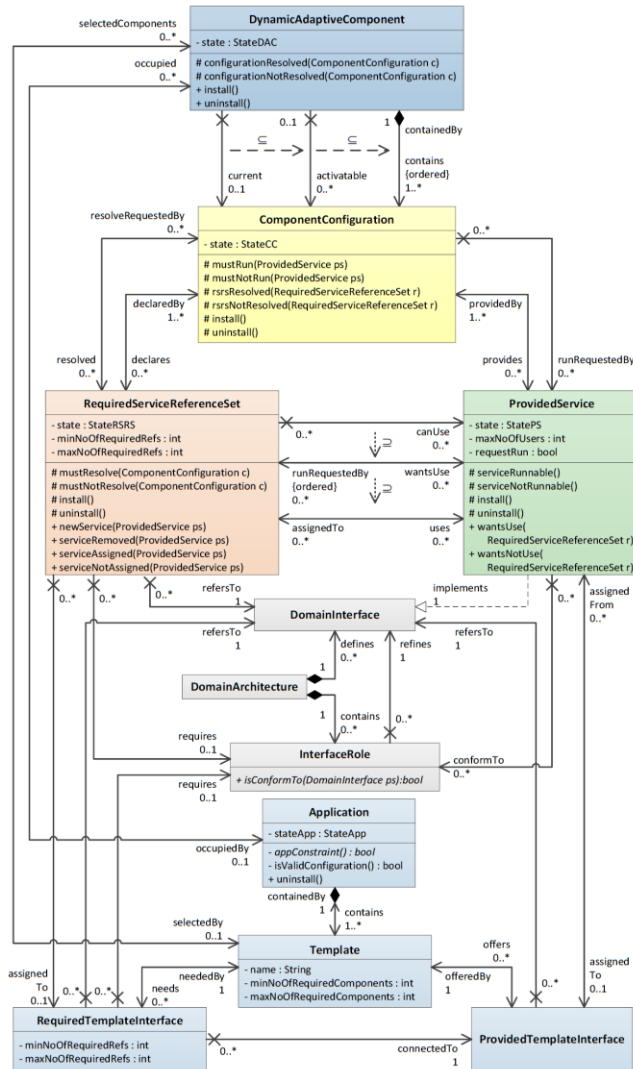 DynamicAdaptiveComponent
- state : StateDAC
# configurationResolved(ComponentConfiguration c)
# configurationNotResolved(ComponentConfiguration c)
+ install()
+ uninstall()
selectedComponents
0..*
occupied
0..*
0..1
1
containedBy
⊆
⊆
current
0..1
activatable
0..*
contains
{ordered}
1..*
resolveRequestedBy
0..*
ComponentConfiguration
- state : StateCC
# mustRun(ProvidedService ps)
# mustNotRun(ProvidedService ps)
# rsrsResolved(RequiredServiceReferenceSet r)
# rsrsNotResolved(RequiredServiceReferenceSet r)
# install()
# uninstall()
0..*
declaredBy
1..*
providedBy
1..*
resolved
0..*
declares
0..*
provides
0..*
runRequestedBy
0..*
RequiredServiceReferenceSet
- state : StateRSRS
- minNoOfRequiredRefs : int
- maxNoOfRequiredRefs : int
# mustResolve(ComponentConfiguration c)
# mustNotResolve(ComponentConfiguration c)
# install()
# uninstall()
+ newService(ProvidedService ps)
+ serviceRemoved(ProvidedService ps)
+ serviceAssigned(ProvidedService ps)
+ serviceNotAssigned(ProvidedService ps)
0..*
canUse
0..*
⊇
runRequestedBy
{ordered}
0..*
wantsUse
0..*
⊇
assignedTo
0..*
uses
0..*
ProvidedService
- state : StatePS
- maxNoOfUsers : int
- requestRun : bool
# serviceRunnable()
# serviceNotRunnable()
# install()
# uninstall()
+ wantsUse(
RequiredServiceReferenceSet r)
+ wantsNotUse(
RequiredServiceReferenceSet r)
0..*
0..*
0..*
refersTo
1
implements
1
0..*
assigned
From
0..*
DomainInterface
refersTo
1
refersTo
1
defines
0..*
1
refines
1
DomainArchitecture
1
contains
0..*
0..*
requires
0..1
InterfaceRole
+ isConformTo(DomainInterface ps):bool
conformTo
0..*
requires
0..1
Application
- stateApp : StateApp
- appConstraint() : bool
- isValidConfiguration() : bool
+ uninstall()
occupiedBy
0..1
containedBy
1
contains
1..*
selectedBy
0..1
Template
- name : String
- minNoOfRequiredComponents : int
- maxNoOfRequiredComponents : int
offers
0..*
offeredBy
1
neededBy
1
needs
0..*
assigned
To
0..1
0..*
0..*
0..*
assigned
To
0..1
RequiredTemplateInterface
- minNoOfRequiredRefs : int
- maxNoOfRequiredRefs : int
0..*
connectedTo
1
ProvidedTemplateInterface